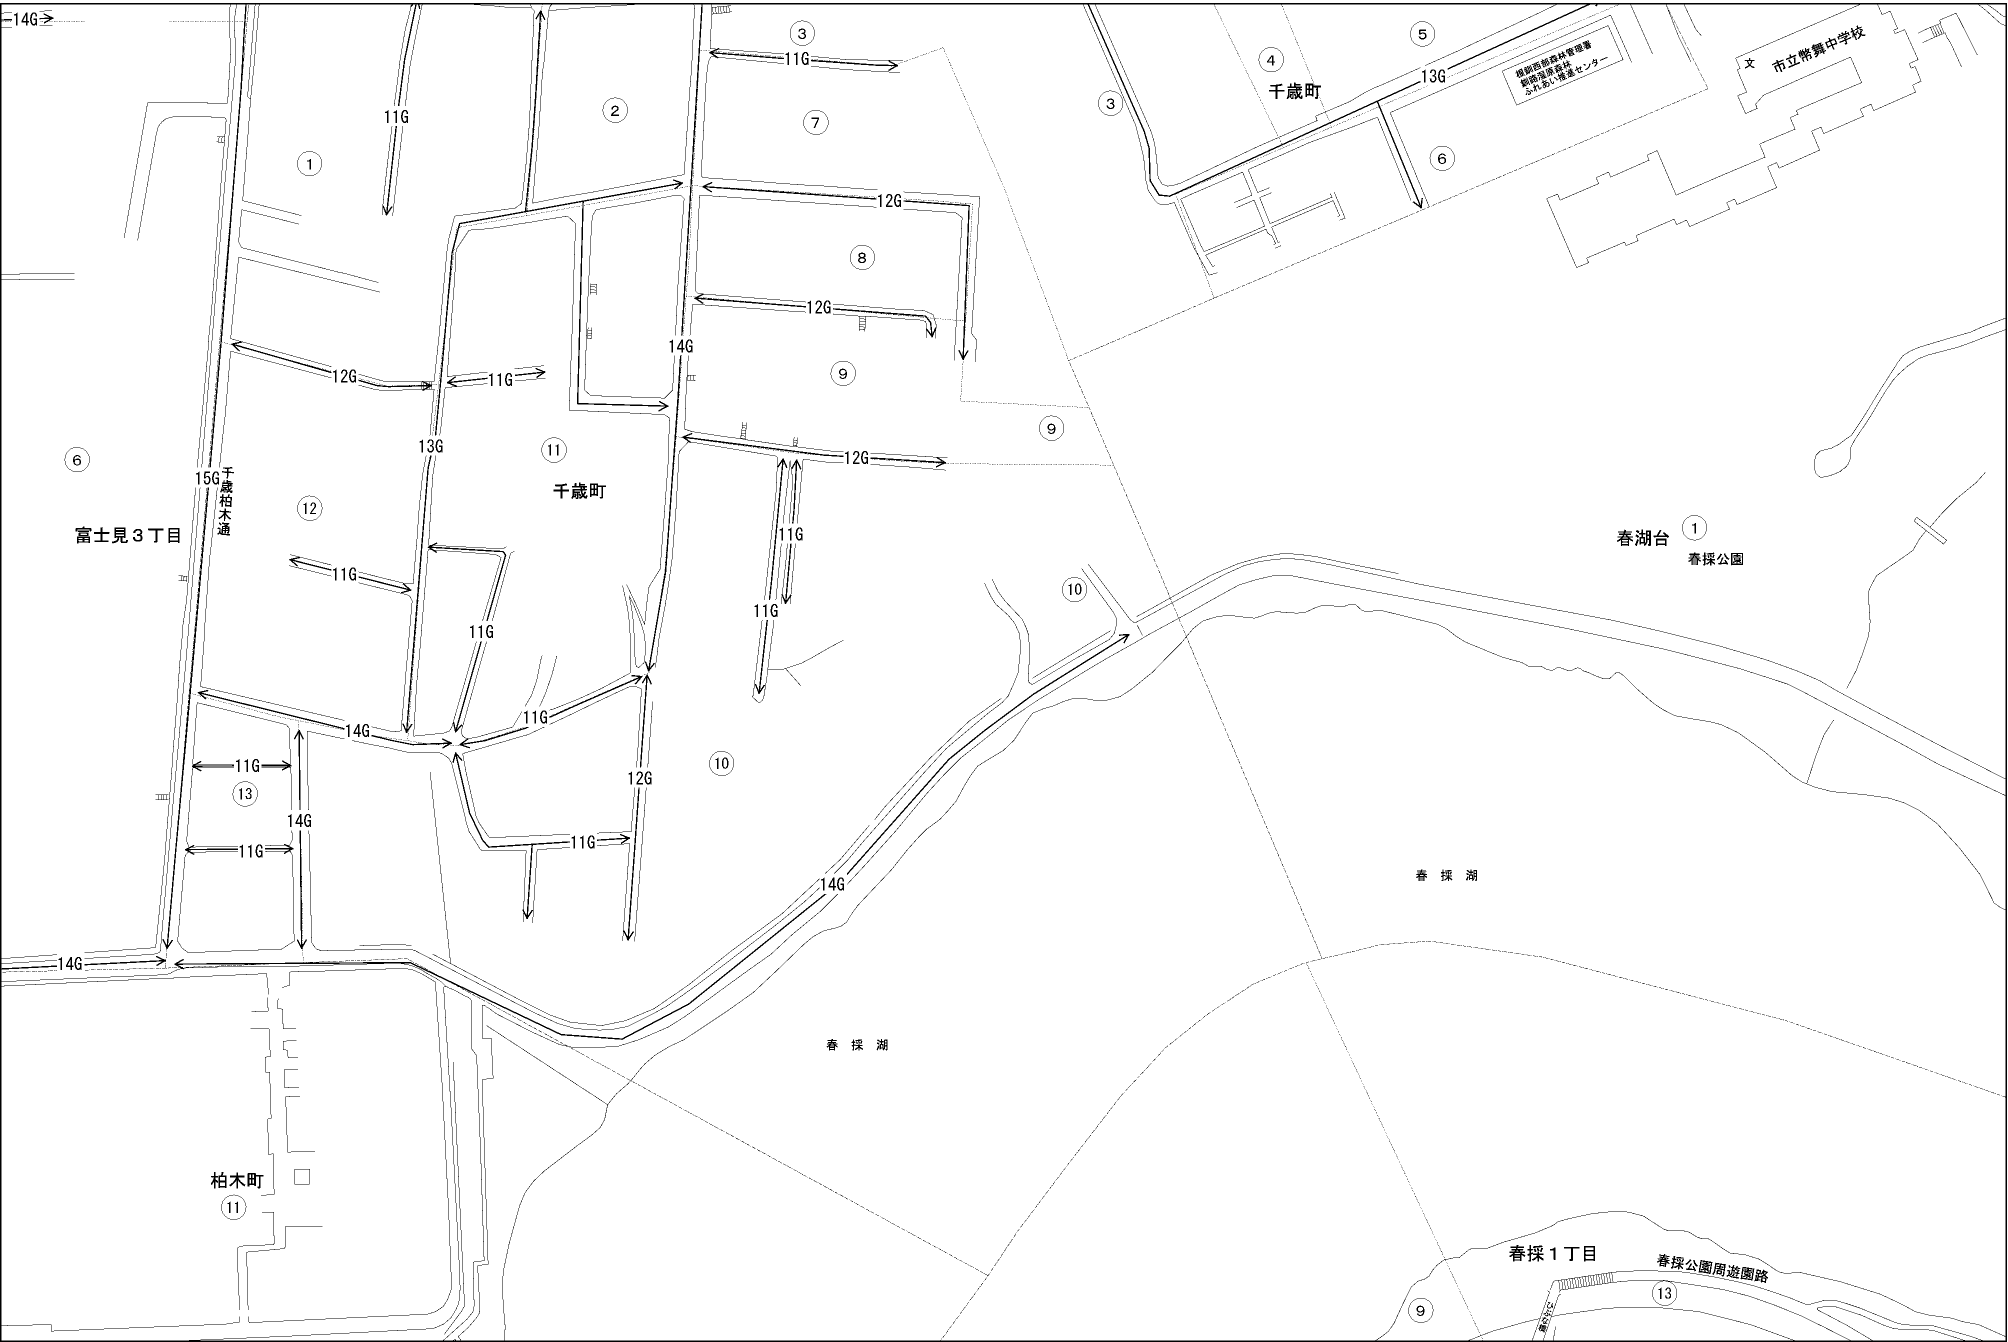 14G
③
11G
④
千歳町
⑤
13G
根釧西部森林管理署
釧路湿原森林
ふれあい推進センター
文
市立幣舞中学校
11G
②
③
⑦
①
⑥
12G
⑧
12G
14G
12G
11G
⑨
⑨
13G
⑪
12G
⑥
15G
千歳柏木通
千歳町
⑫
富士見3丁目
11G
春湖台
①
春採公園
11G
⑩
11G
11G
11G
14G
12G
⑩
11G
⑬
14G
11G
11G
14G
春採湖
14G
春採湖
柏木町
⑪
春採1丁目
春採公園周遊園路
⑬
⑨